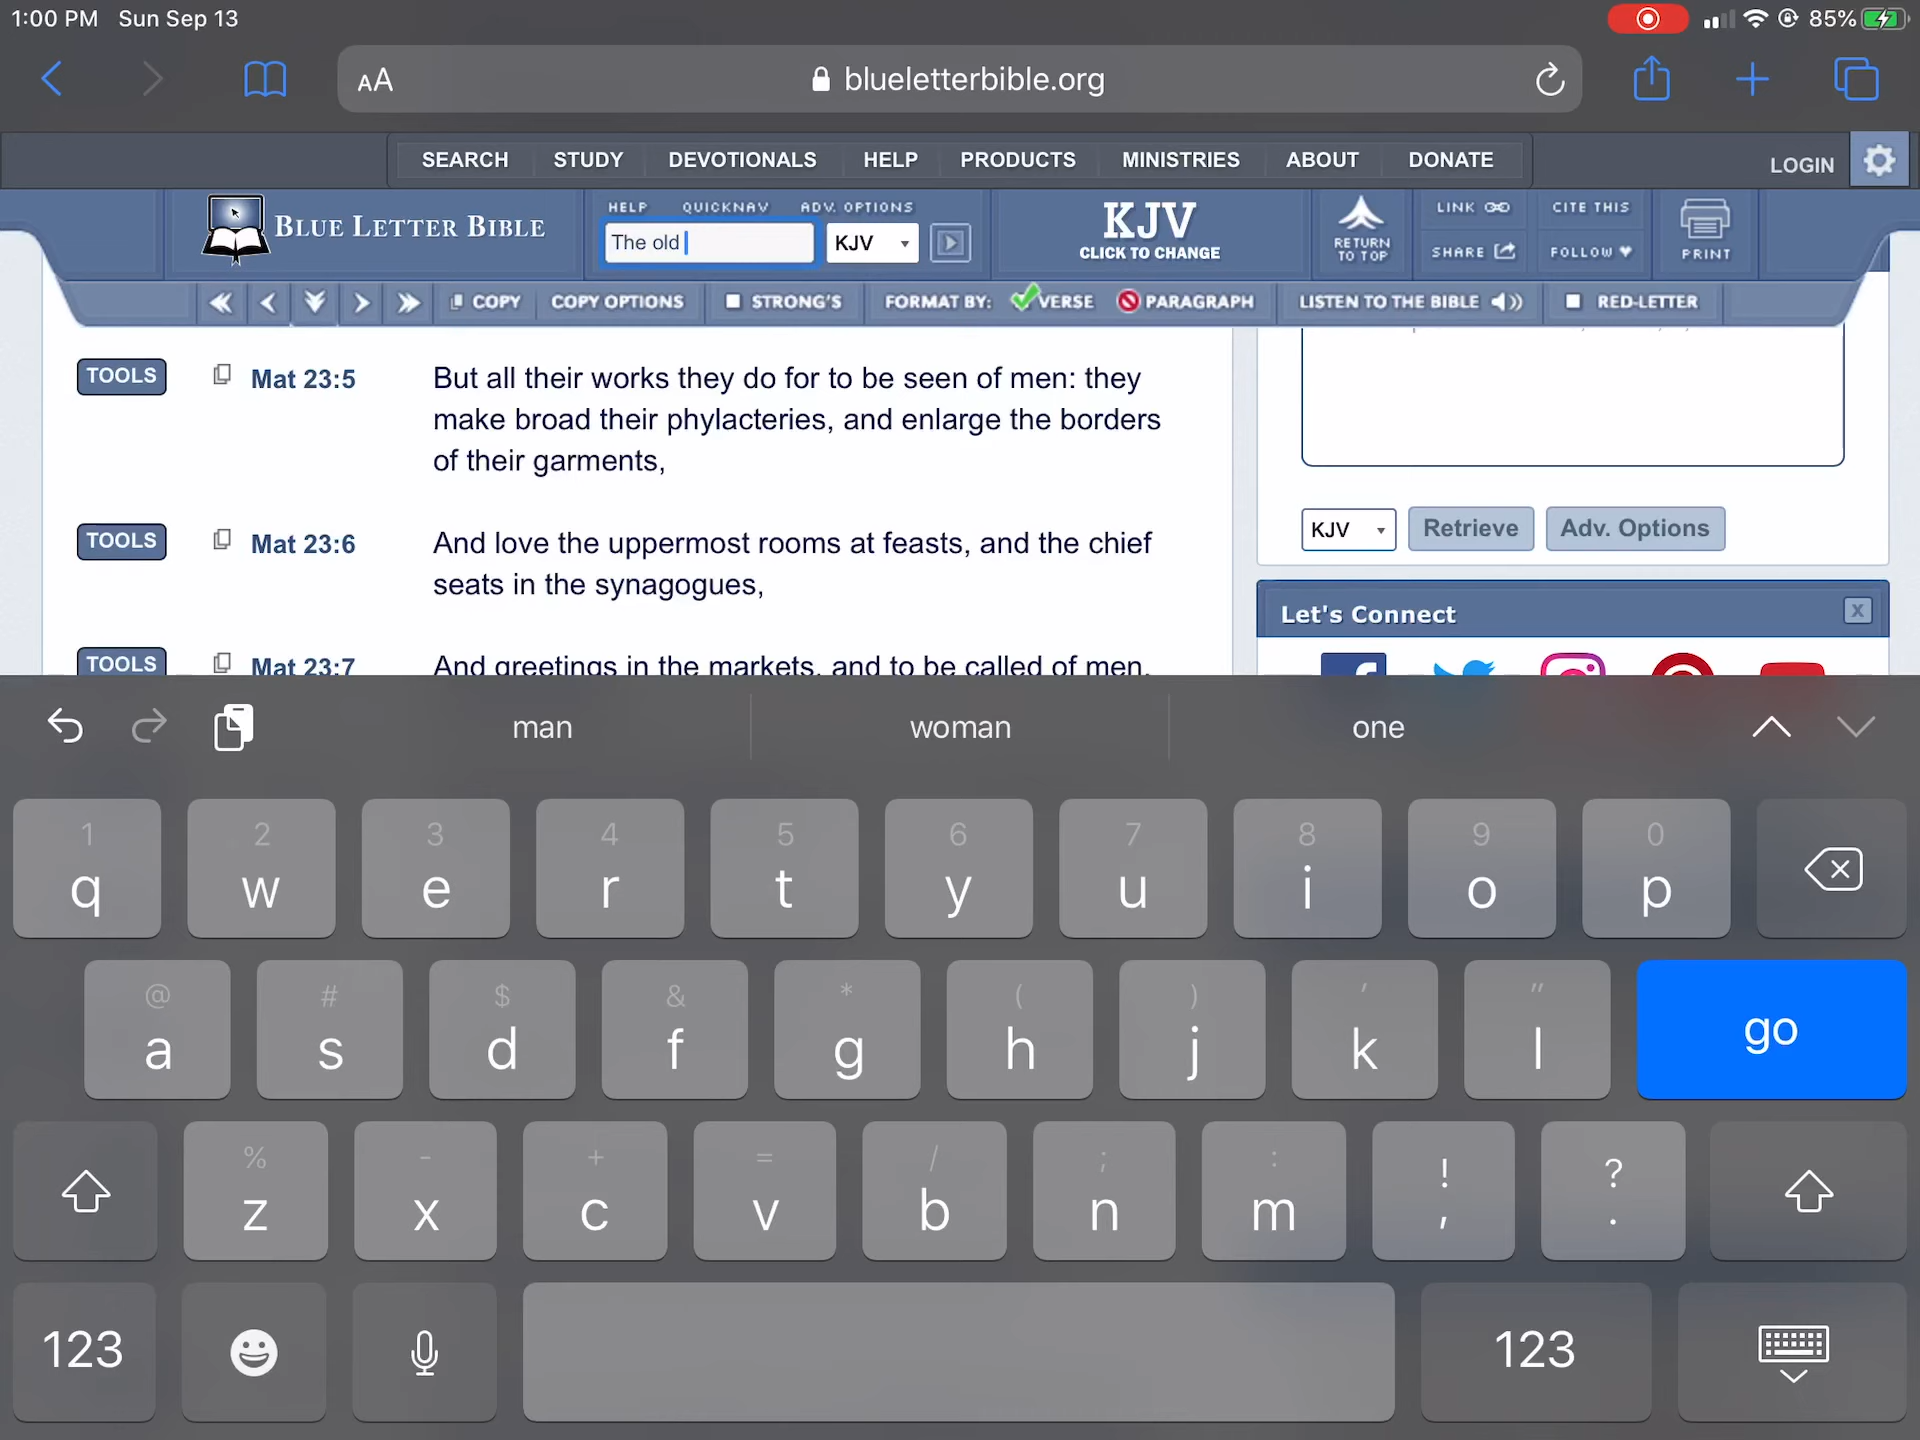 1:00 PM Sun Sep 13
85%
AA blueletterbible.org
SEARCH STUDY DEVOTIONALS HELP PRODUCTS MINISTRIES ABOUT DONATE
LOGIN
BLUE LETTER BIBLE
HELP QUICKNAV ADV. OPTIONS
The old
KJV
KJV
CLICK TO CHANGE
RETURN
TO TOP
LINK
CITE THIS
SHARE
FOLLOW
PRINT
COPY COPY OPTIONS STRONG'S FORMAT BY: VERSE PARAGRAPH LISTEN TO THE BIBLE RED-LETTER
TOOLS Mat 23:5 But all their works they do for to be seen of men: they
make broad their phylacteries, and enlarge the borders
of their garments,
TOOLS Mat 23:6 And love the uppermost rooms at feasts, and the chief
seats in the synagogues,
TOOLS Mat 23:7 And greetings in the markets, and to be called of men,
KJV Retrieve Adv. Options
Let's Connect
X
man woman one
1 2 3 4 5 6 7 8 9 0
q w e r t y u i o p
@ # $ & * ( ) ' "
a s d f g h j k l go
% - + = / ; : ! ?
z x c v b n m , .
123 123